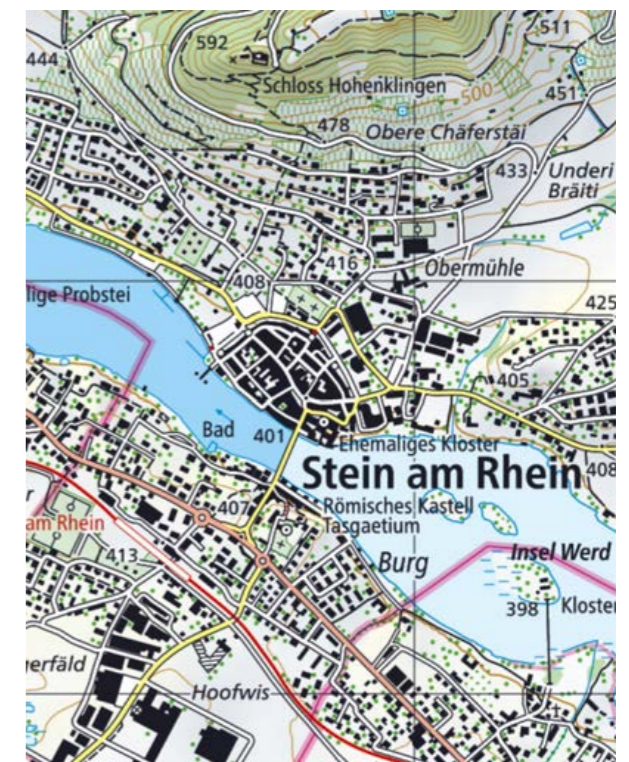 592
511
444
Schloss Hohenklingen
500
451
478
Obere Chäferstäi
433
Underi
Bräiti
416
Obermühle
408
lige Probstei
425
405
Bad
401
Ehemaliges Kloster
Stein am Rhein
408
407
Römisches Kastell
Tasgaetium
r
am Rhein
413
Burg
Insel Werd
398
Kloster
gerfäld
Hoofwis